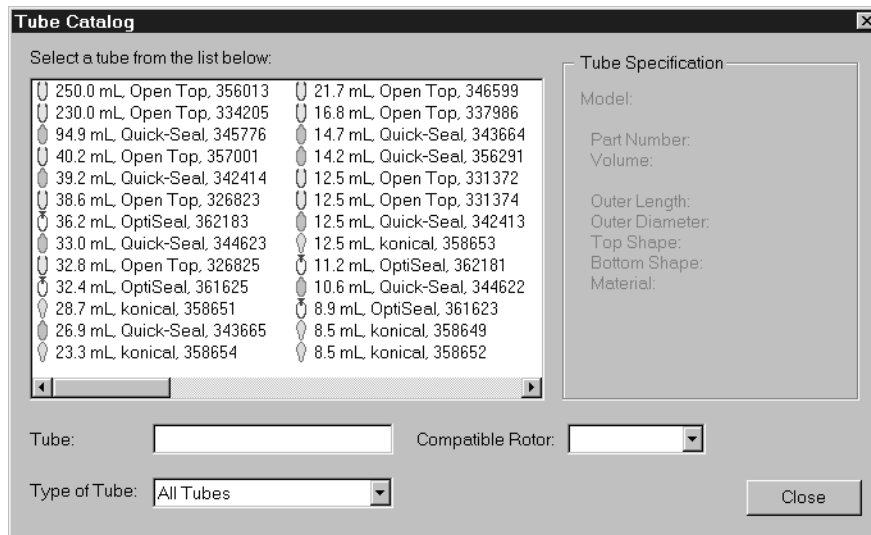 Tube Catalog
Select a tube from the list below:
250.0 mL, Open Top, 356013
230.0 mL, Open Top, 334205
94.9 mL, Quick-Seal, 345776
40.2 mL, Open Top, 357001
39.2 mL, Quick-Seal, 342414
38.6 mL, Open Top, 326823
36.2 mL, OptiSeal, 362183
33.0 mL, Quick-Seal, 344623
32.8 mL, Open Top, 326825
32.4 mL, OptiSeal, 361625
28.7 mL, konical, 358651
26.9 mL, Quick-Seal, 343665
23.3 mL, konical, 358654
21.7 mL, Open Top, 346599
16.8 mL, Open Top, 337986
14.7 mL, Quick-Seal, 343664
14.2 mL, Quick-Seal, 356291
12.5 mL, Open Top, 331372
12.5 mL, Open Top, 331374
12.5 mL, Quick-Seal, 342413
12.5 mL, konical, 358653
11.2 mL, OptiSeal, 362181
10.6 mL, Quick-Seal, 344622
8.9 mL, OptiSeal, 361623
8.5 mL, konical, 358649
8.5 mL, konical, 358652
Tube Specification
Model:
Part Number:
Volume:
Outer Length:
Outer Diameter:
Top Shape:
Bottom Shape:
Material:
Tube:
Compatible Rotor:
Type of Tube: All Tubes
Close